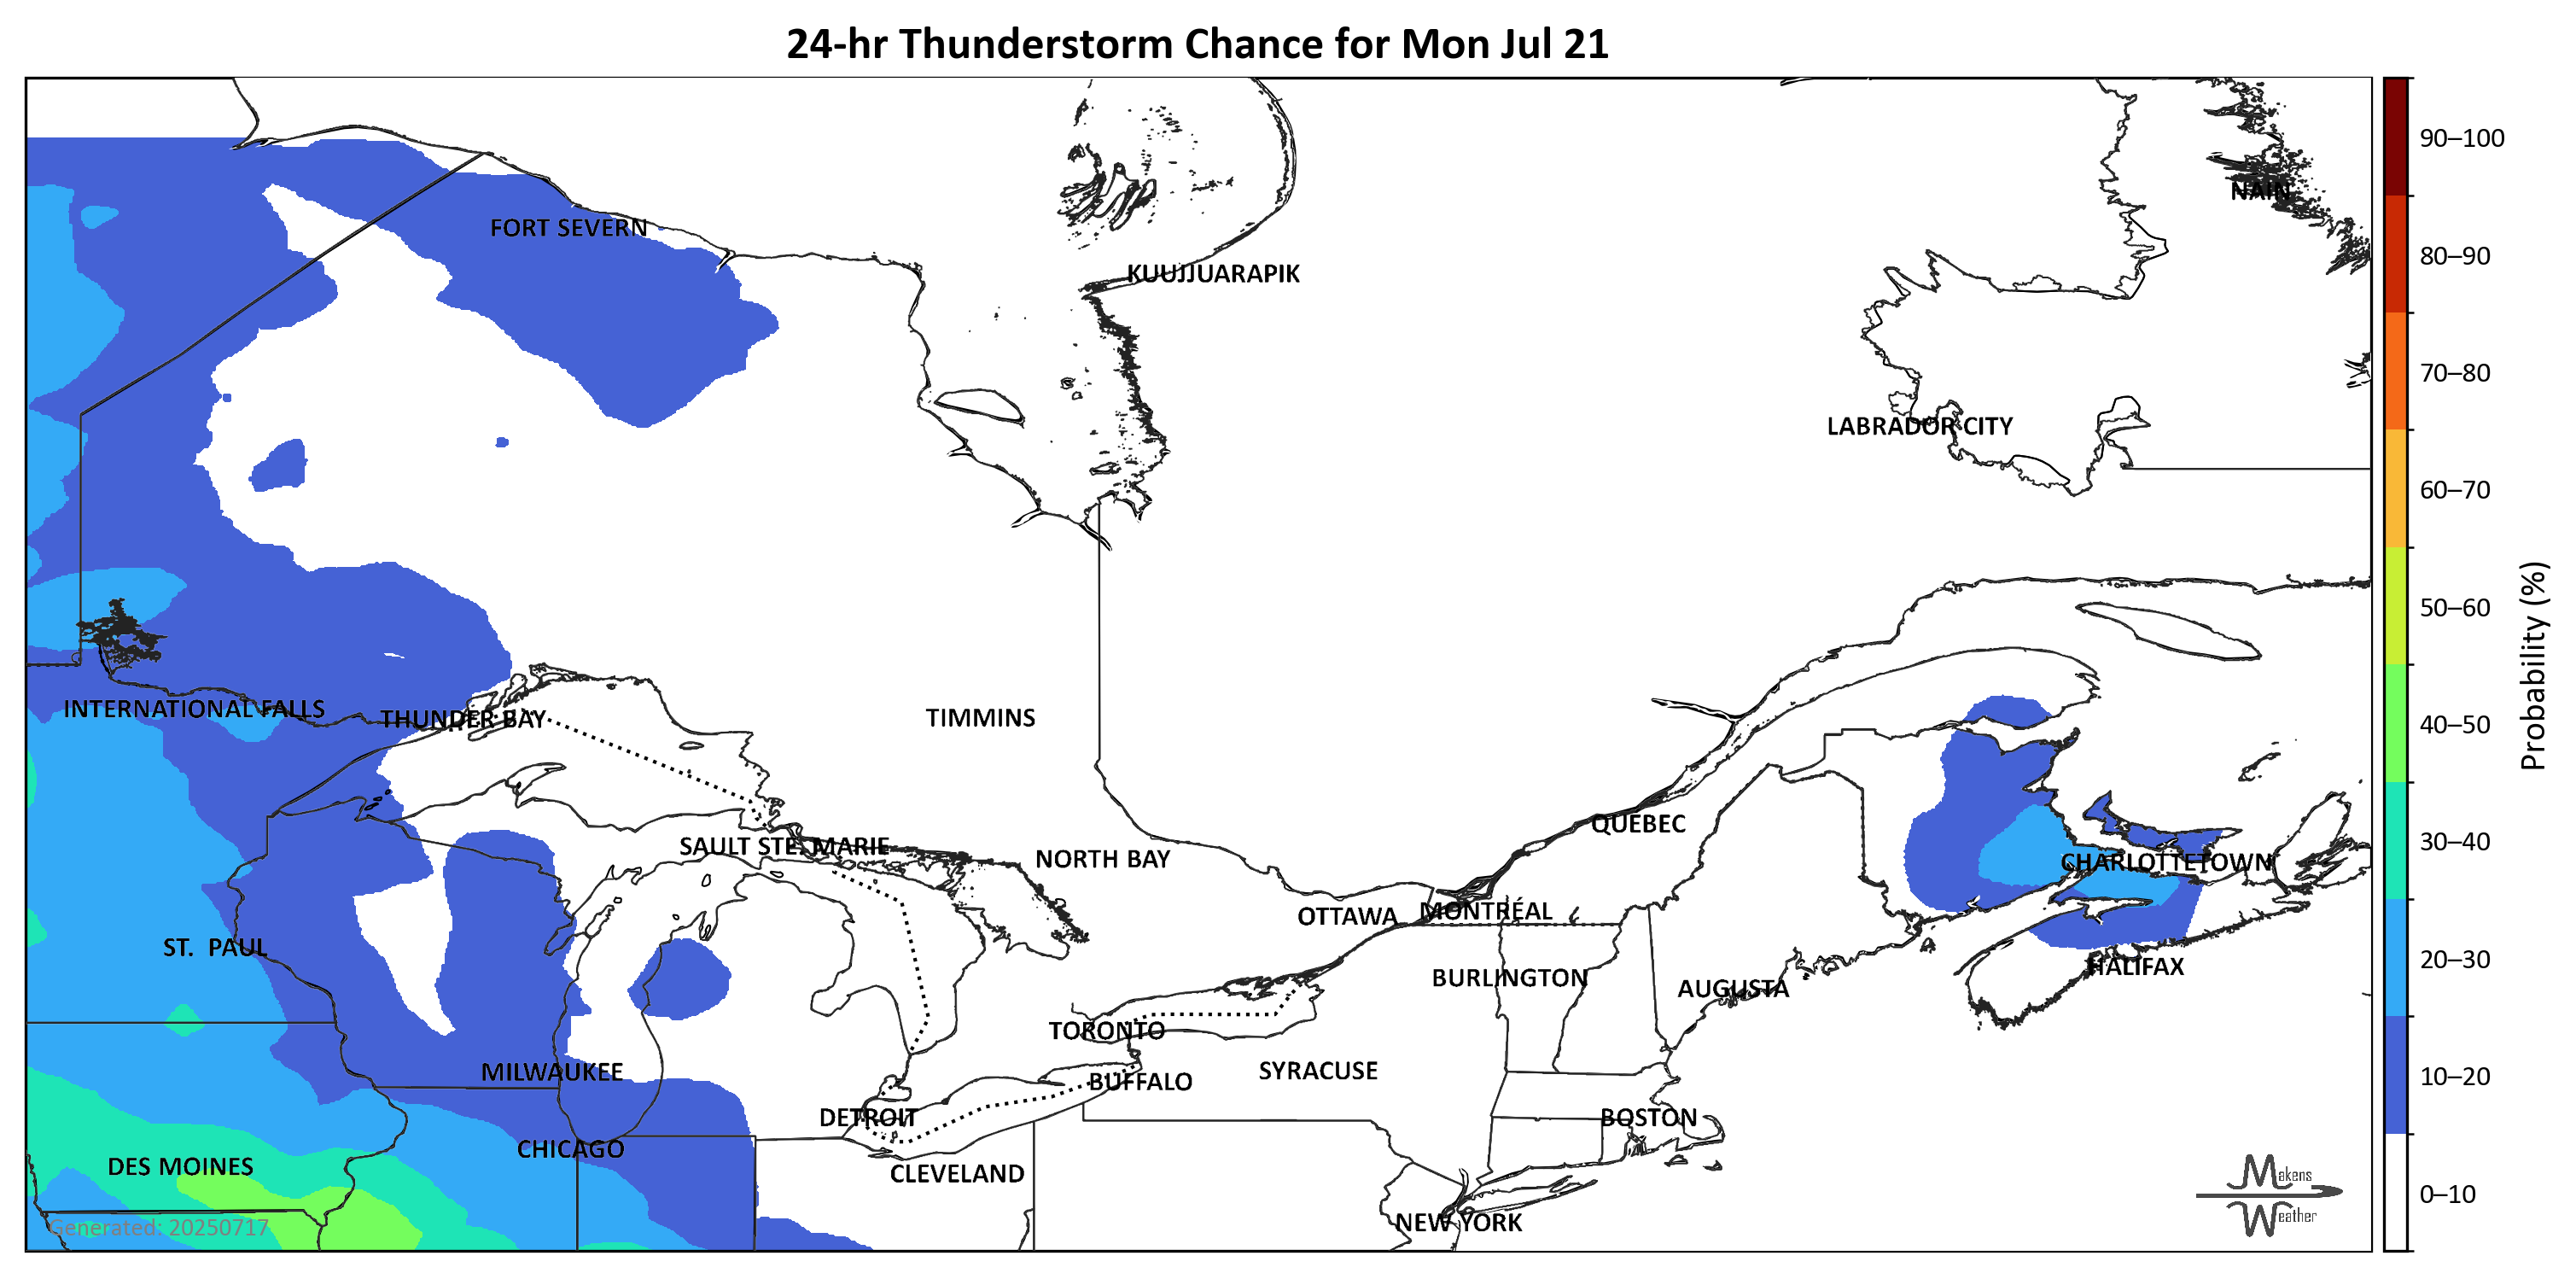 24-hr Thunderstorm Chance for Mon Jul 21
90–100
NAIN
FORT SEVERN
80–90
KUUJJUARAPIK
70–80
LABRADOR CITY
60–70
50–60
Probability (%)
INTERNATIONAL FALLS
THUNDER BAY
TIMMINS
40–50
QUEBEC
SAULT STE. MARIE
NORTH BAY
CHARLOTTETOWN
30–40
OTTAWA
MONTRÉAL
ST. PAUL
20–30
HALIFAX
BURLINGTON
AUGUSTA
TORONTO
MILWAUKEE
SYRACUSE
BUFFALO
10–20
DETROIT
BOSTON
CHICAGO
DES MOINES
CLEVELAND
Makens
Weather
0–10
NEW YORK
Generated: 20250717